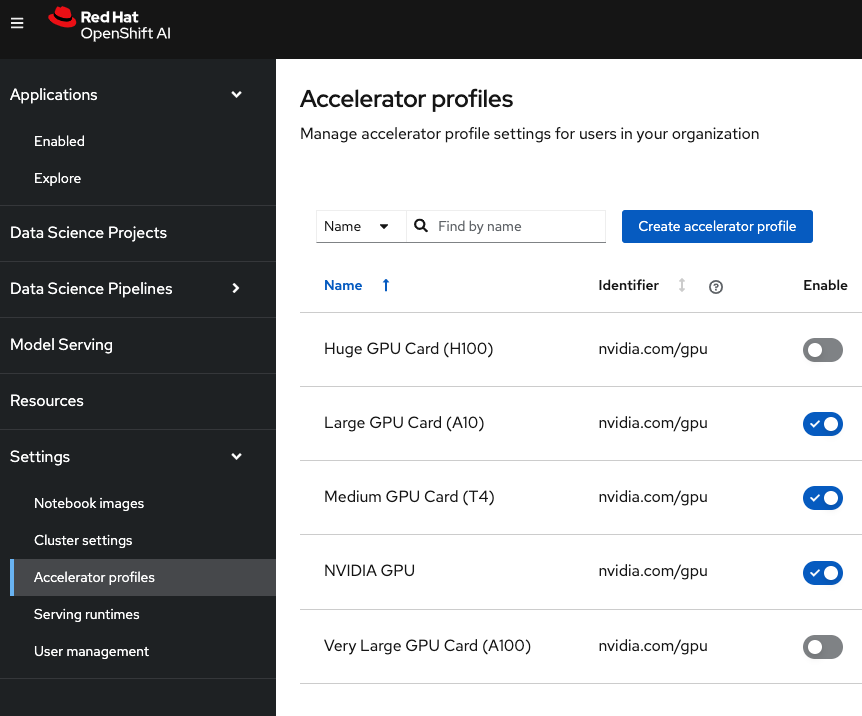 Red Hat
OpenShift AI
Applications
Enabled
Explore
Data Science Projects
Data Science Pipelines
Model Serving
Resources
Settings
Notebook images
Cluster settings
Accelerator profiles
Serving runtimes
User management
Accelerator profiles
Manage accelerator profile settings for users in your organization
Name Find by name Create accelerator profile
Name Identifier Enable
Huge GPU Card (H100) nvidia.com/gpu
Large GPU Card (A10) nvidia.com/gpu
Medium GPU Card (T4) nvidia.com/gpu
NVIDIA GPU nvidia.com/gpu
Very Large GPU Card (A100) nvidia.com/gpu